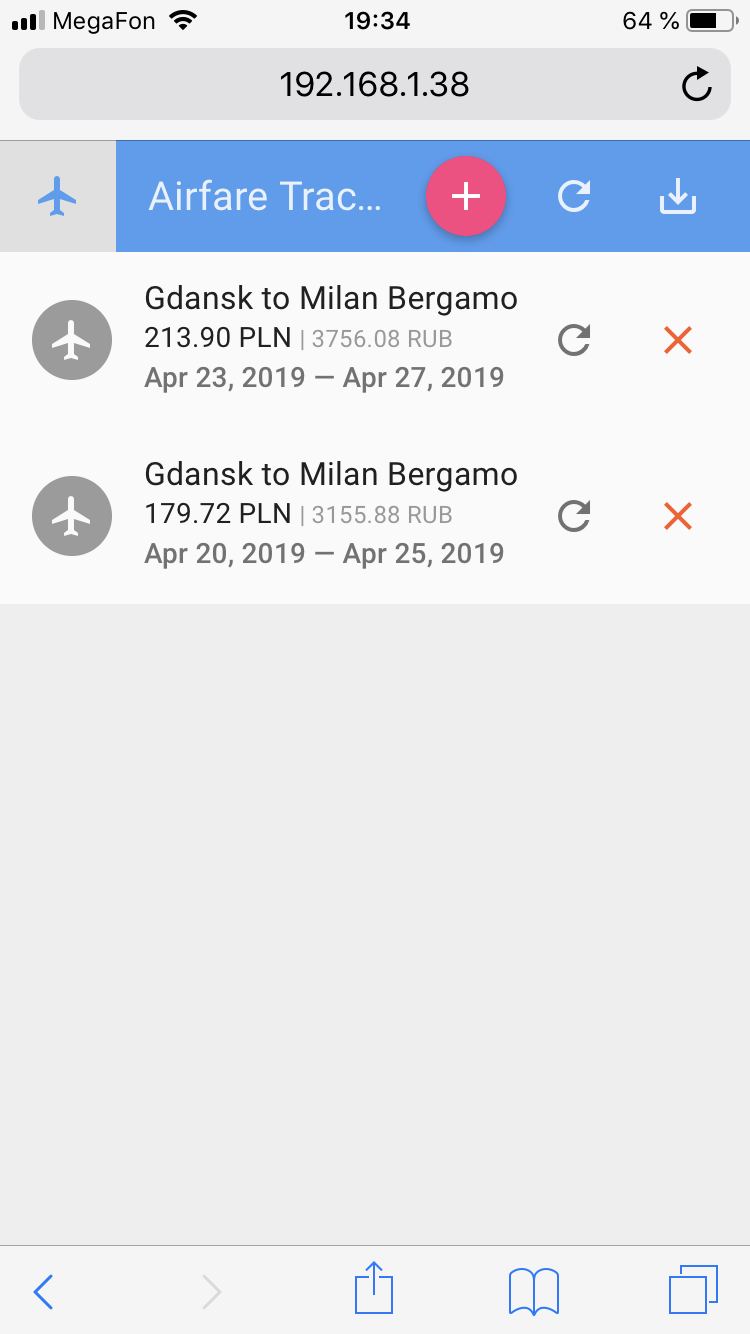 MegaFon 19:34 64 %
192.168.1.38
Airfare Trac...
Gdansk to Milan Bergamo
213.90 PLN | 3756.08 RUB
Apr 23, 2019 — Apr 27, 2019
Gdansk to Milan Bergamo
179.72 PLN | 3155.88 RUB
Apr 20, 2019 — Apr 25, 2019